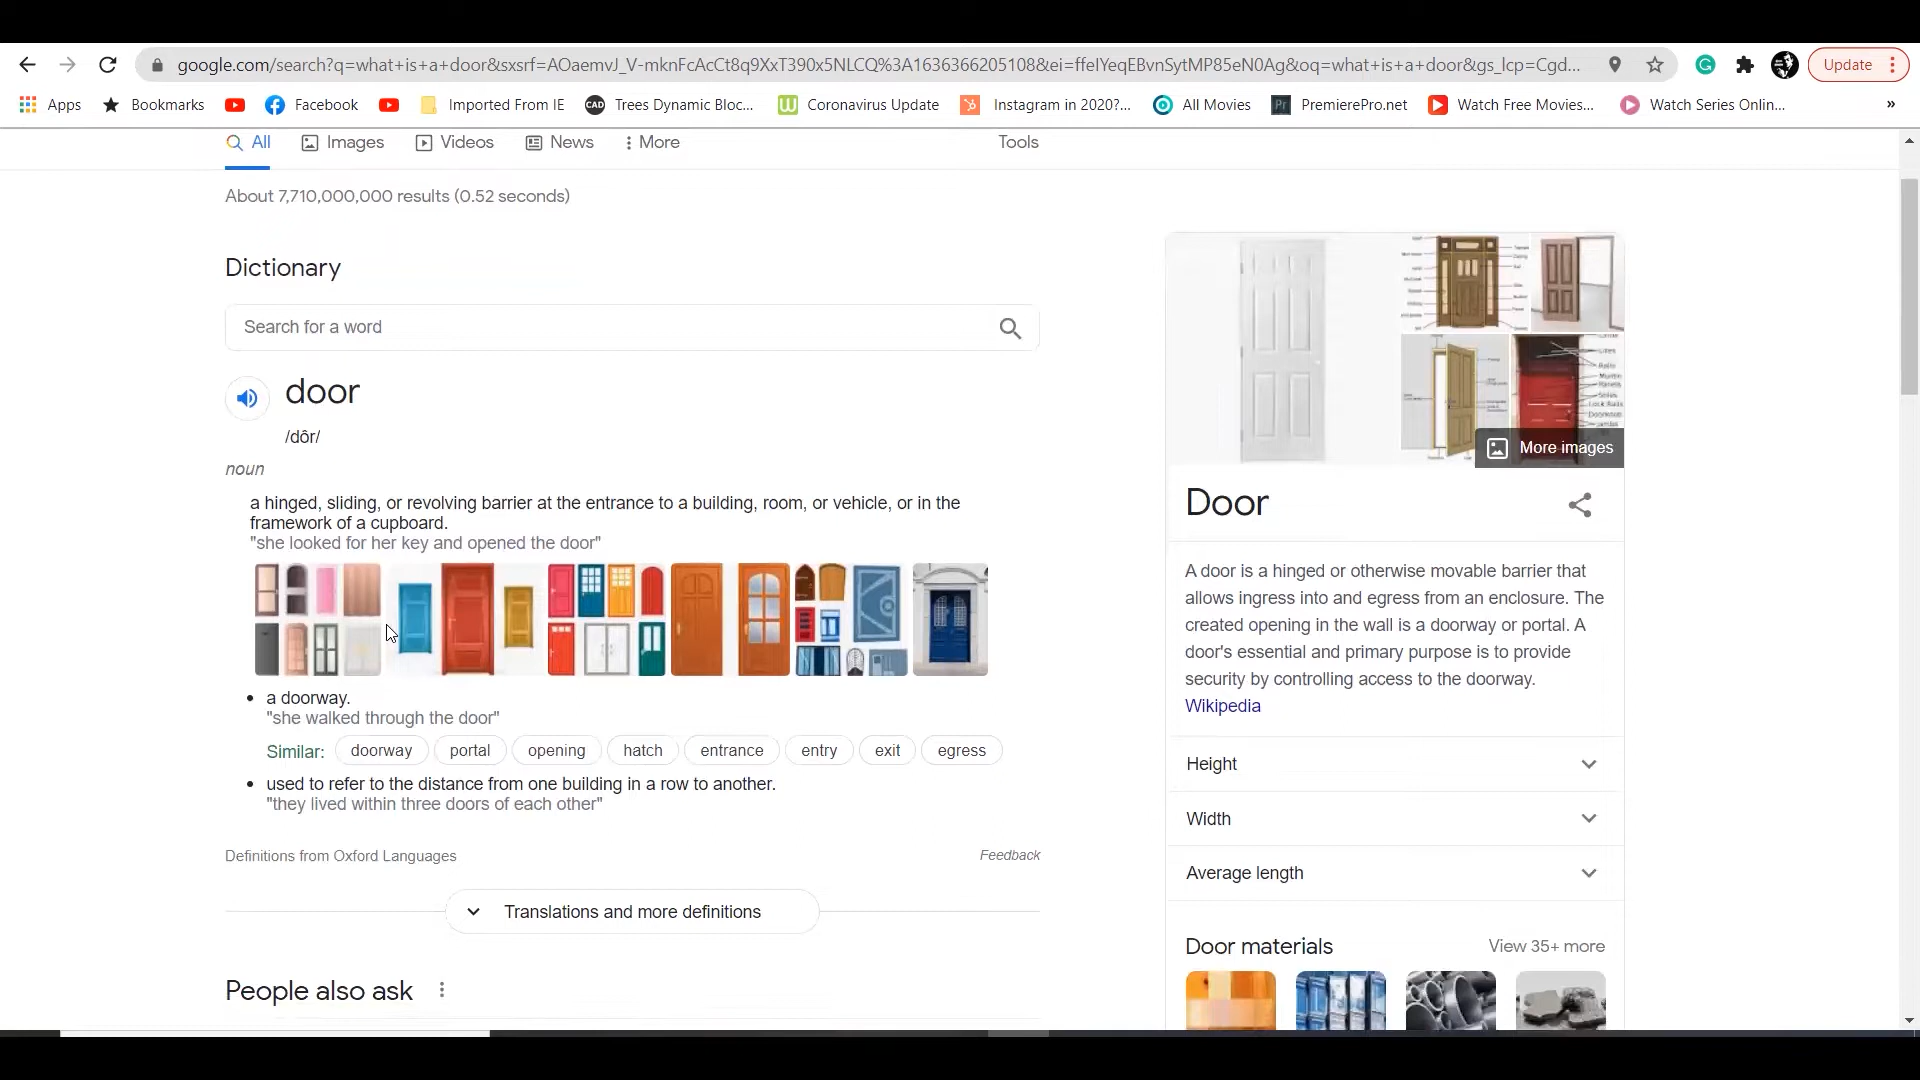 google.com/search?q=what+is+a+door&sxsrf=AOaemvJ_V-mknFcAcCt8q9XxT390x5NLCQ%3A1636366205108&ei=ffeIYeqEBvnSytMP85eN0Ag&oq=what+is+a+door&gs_lcp=Cgd...
Update
Apps
Bookmarks
Facebook
Imported From IE
CAD
Trees Dynamic Bloc...
Coronavirus Update
Instagram in 2020?...
All Movies
Pr
PremierePro.net
Watch Free Movies...
Watch Series Onlin...
»
All
Images
Videos
News
More
Tools
About 7,710,000,000 results (0.52 seconds)
Dictionary
Search for a word
door
/dôr/
noun
a hinged, sliding, or revolving barrier at the entrance to a building, room, or vehicle, or in the
framework of a cupboard.
"she looked for her key and opened the door"
• a doorway.
"she walked through the door"
Similar: doorway portal opening hatch entrance entry exit egress
• used to refer to the distance from one building in a row to another.
"they lived within three doors of each other"
Definitions from Oxford Languages
Feedback
Translations and more definitions
People also ask
More images
Door
A door is a hinged or otherwise movable barrier that
allows ingress into and egress from an enclosure. The
created opening in the wall is a doorway or portal. A
door's essential and primary purpose is to provide
security by controlling access to the doorway.
Wikipedia
Height
Width
Average length
Door materials
View 35+ more